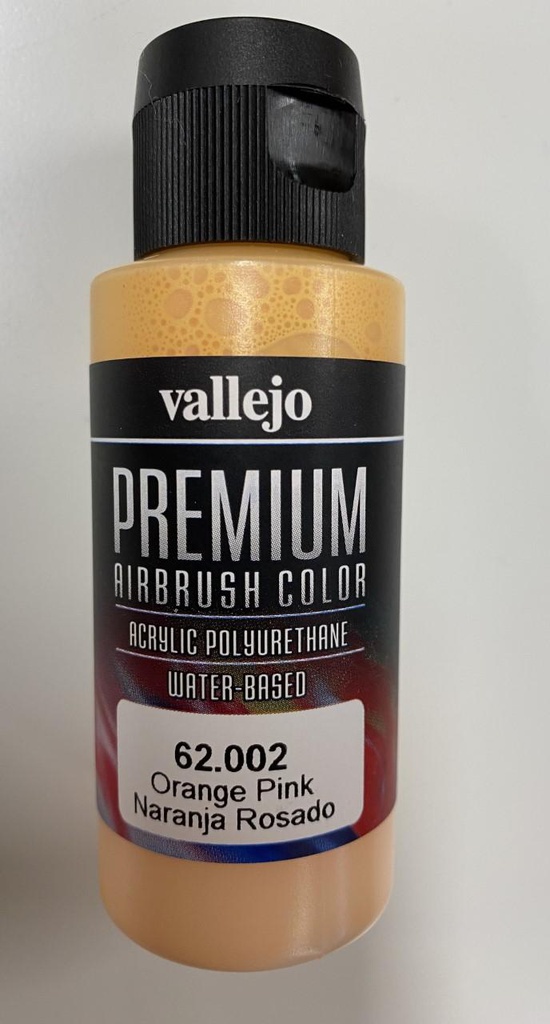 vallejo
PREMIUM
AIRBRUSH COLOR
ACRYLIC POLYURETHANE
WATER-BASED
62.002
Orange Pink
Naranja Rosado